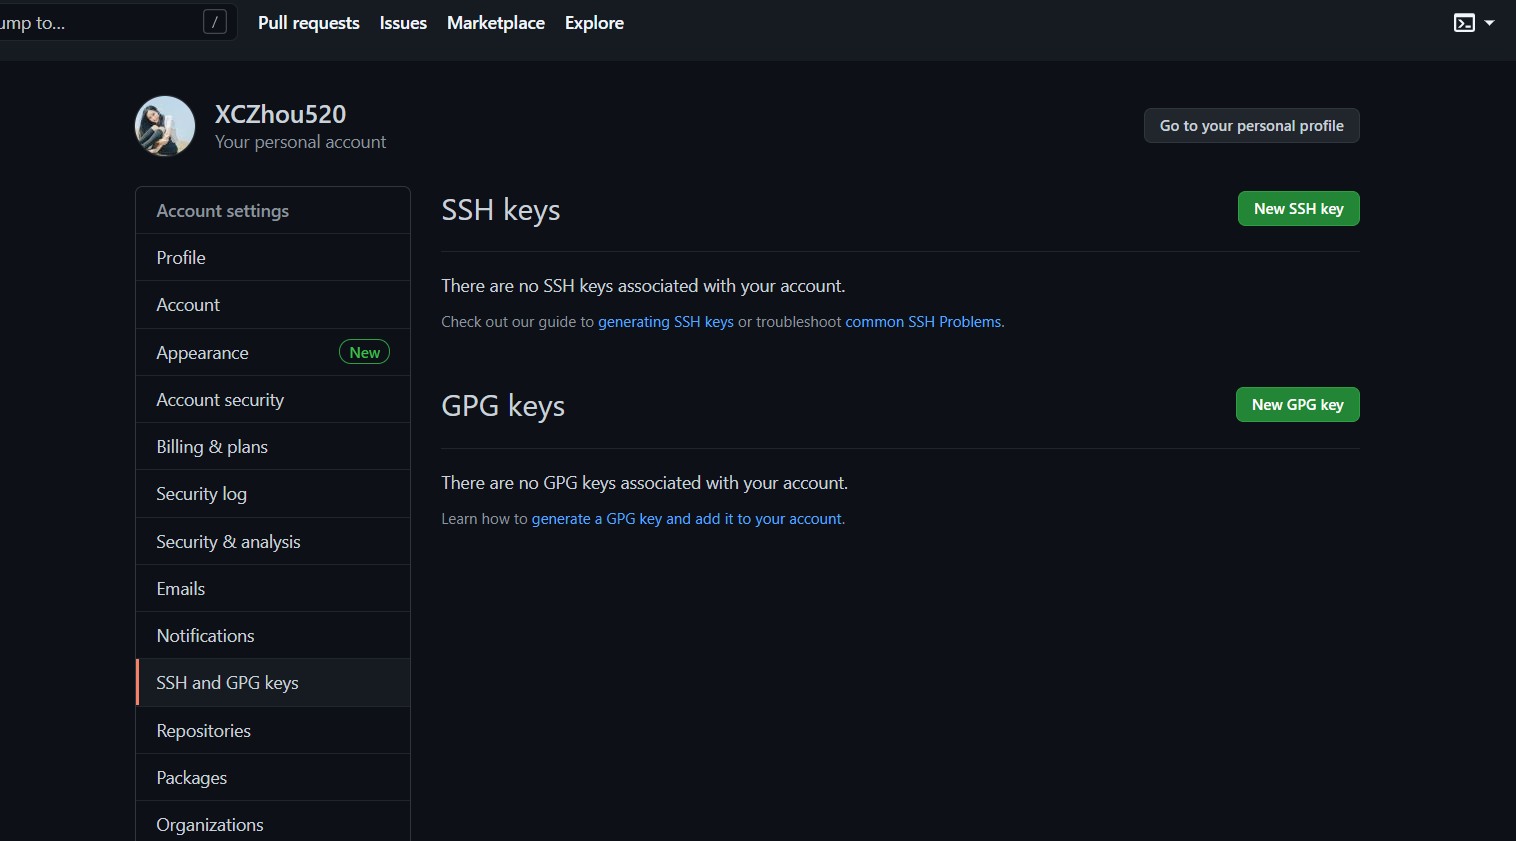 ump to...
/
Pull requests
Issues
Marketplace
Explore
XCZhou520
Your personal account
Go to your personal profile
Account settings
Profile
Account
Appearance
New
Account security
Billing & plans
Security log
Security & analysis
Emails
Notifications
SSH and GPG keys
Repositories
Packages
Organizations
SSH keys
New SSH key
There are no SSH keys associated with your account.
Check out our guide to generating SSH keys or troubleshoot common SSH Problems.
GPG keys
New GPG key
There are no GPG keys associated with your account.
Learn how to generate a GPG key and add it to your account.